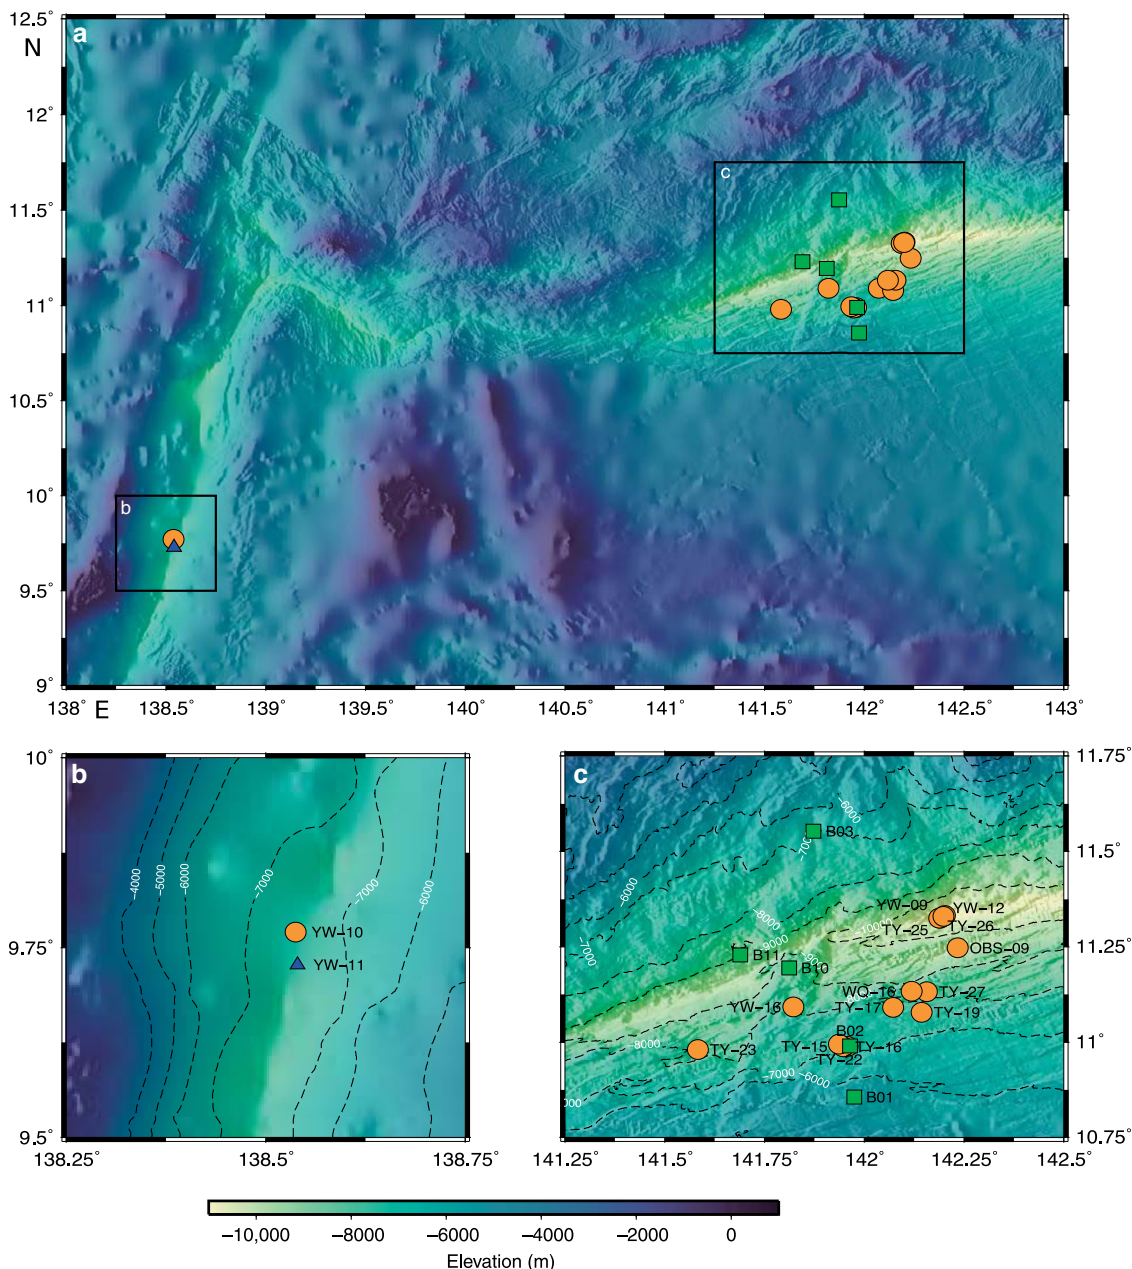 12.5°
N
a
12°
c
11.5°
11°
10.5°
10°
b
9.5°
9°
138°
E
138.5°
139°
139.5°
140°
140.5°
141°
141.5°
142°
142.5°
143°
10°
b
–4000
–5000
–6000
–7000
–7000
–6000
9.75°
YW–10
YW–11
9.5°
138.25°
138.5°
138.75°
c
11.75°
–6000
B03
11.5°
–6000
–8000
YW–09
YW–12
–10000
TY–25
TY–26
–7000
–9000
11.25°
OBS–09
B11
B10
WQ–16
TY–27
YW–16
TY–17
TY–19
B02
11°
–8000
TY–23
TY–15
TY–16
TY–22
–7000
–6000
B01
10.75°
141.25°
141.5°
141.75°
142°
142.25°
142.5°
–10,000
–8000
–6000
–4000
–2000
0
Elevation (m)